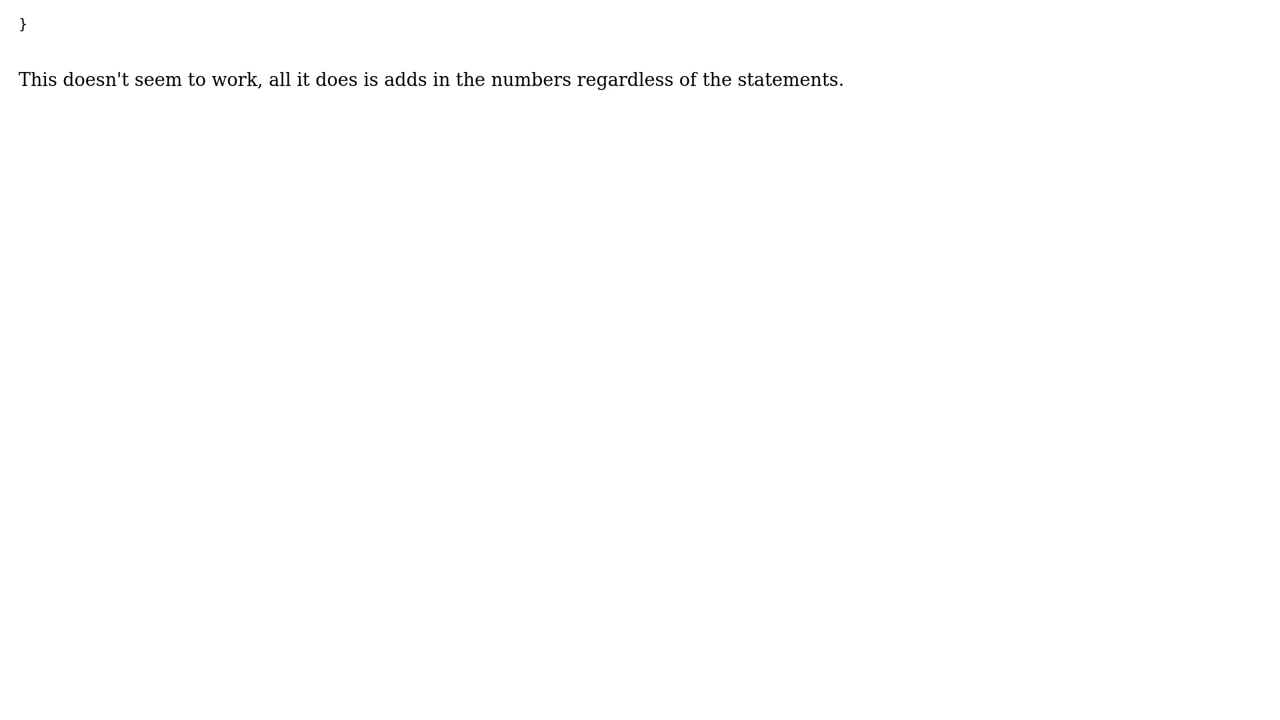 }
This doesn't seem to work, all it does is adds in the numbers regardless of the statements.